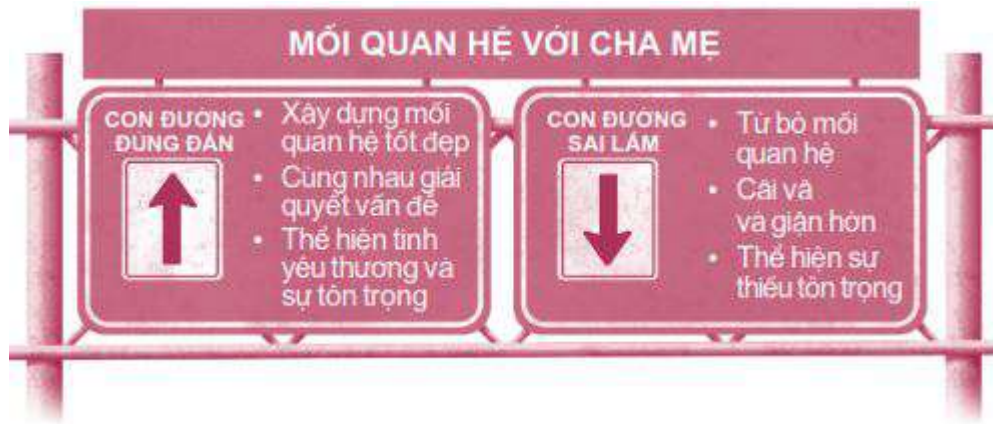 MỐI QUAN HỆ VỚI CHA MẸ
CON ĐƯỜNG
ĐÚNG ĐẮN
• Xây dựng mối
quan hệ tốt đẹp
• Cùng nhau giải
quyết vấn đề
• Thể hiện tình
yêu thương và
sự tôn trọng
CON ĐƯỜNG
SAI LẦM
• Từ bỏ mối
quan hệ
• Cãi vã
và giận hờn
• Thể hiện sự
thiếu tôn trọng